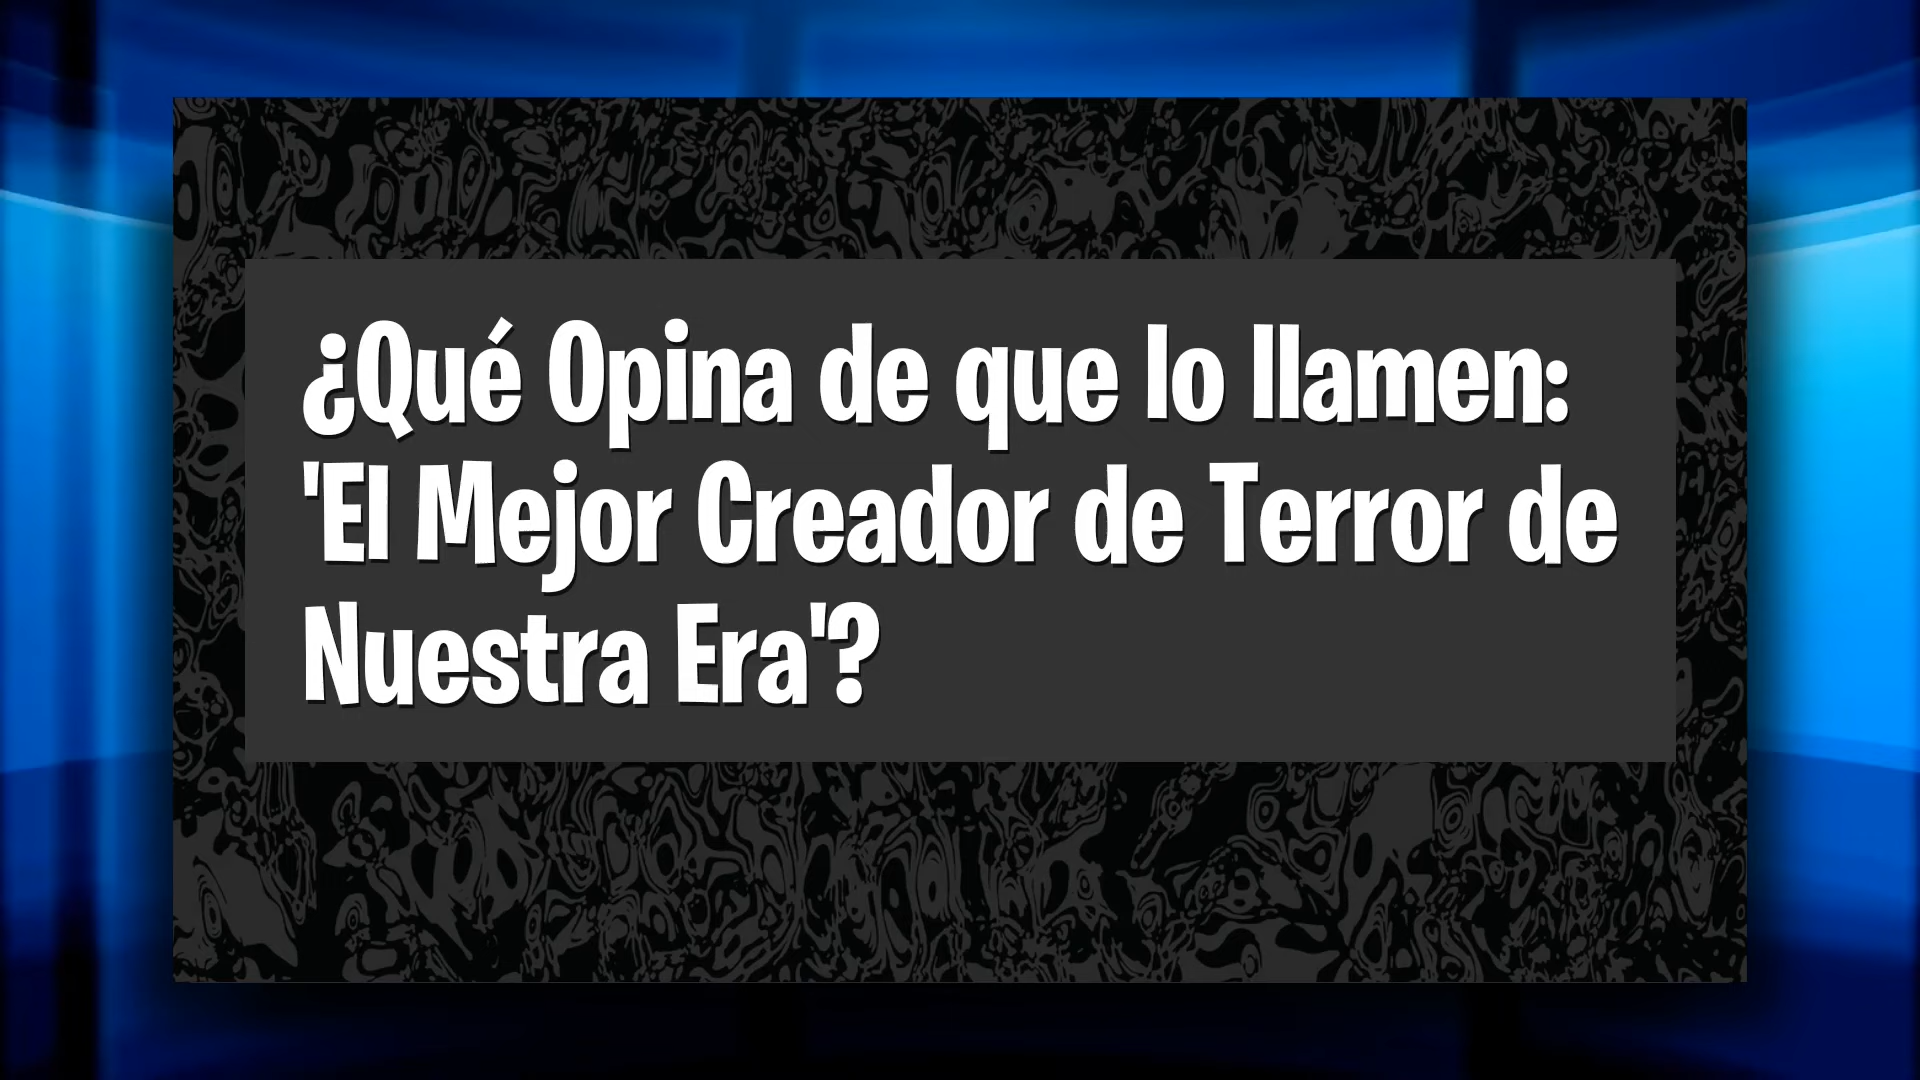 ¿Qué Opina de que lo llamen:
'El Mejor Creador de Terror de
Nuestra Era'?